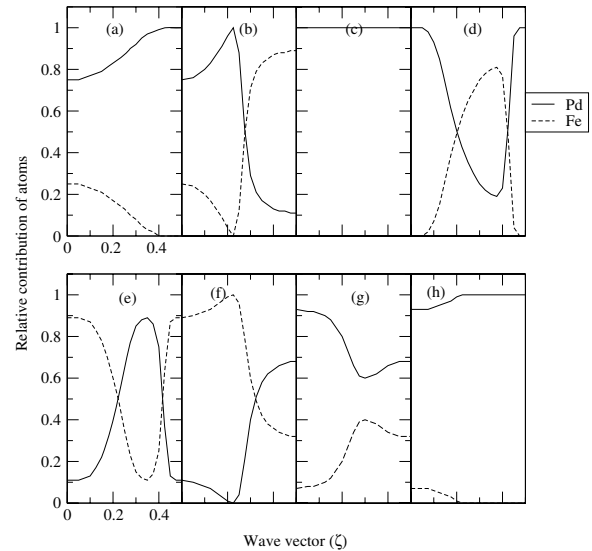 Relative contribution of atoms
1
0.8
0.6
0.4
0.2
0
(a)
(b)
(c)
(d)
0 0.2 0.4
Pd
Fe
1
0.8
0.6
0.4
0.2
0
(e)
(f)
(g)
(h)
0 0.2 0.4
Wave vector (ζ)